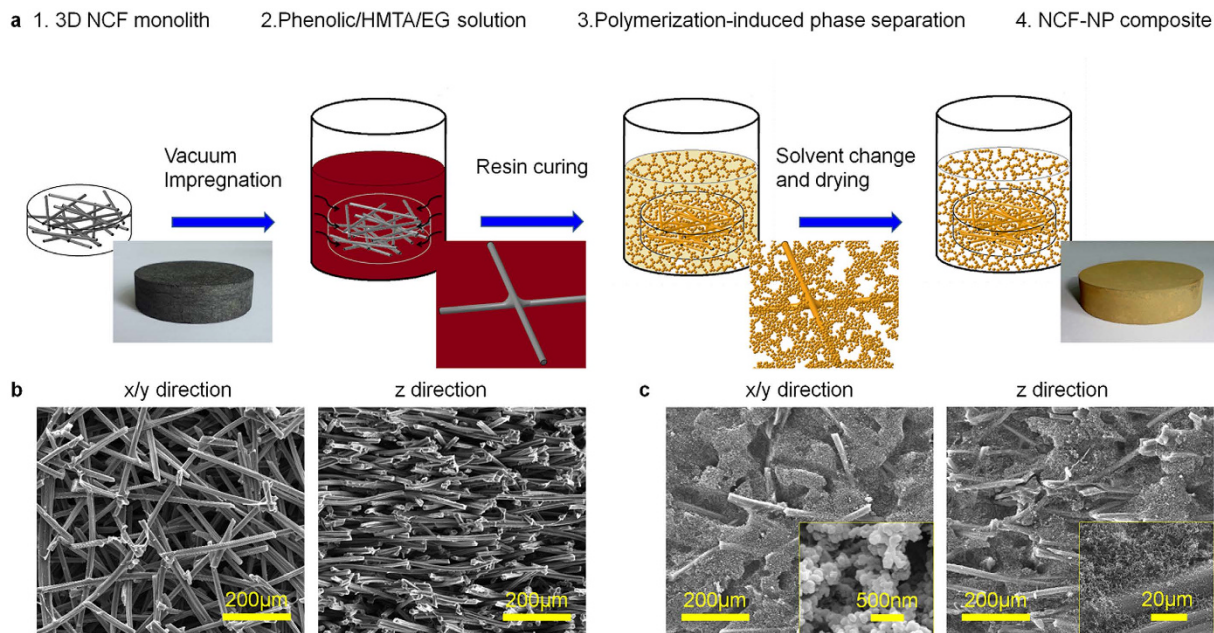 a 1. 3D NCF monolith 2.Phenolic/HMTA/EG solution 3.Polymerization-induced phase separation 4. NCF-NP composite
Vacuum
Impregnation
Resin curing
Solvent change
and drying
b x/y direction z direction c x/y direction z direction
200μm 200μm 200μm 500nm 200μm 20μm